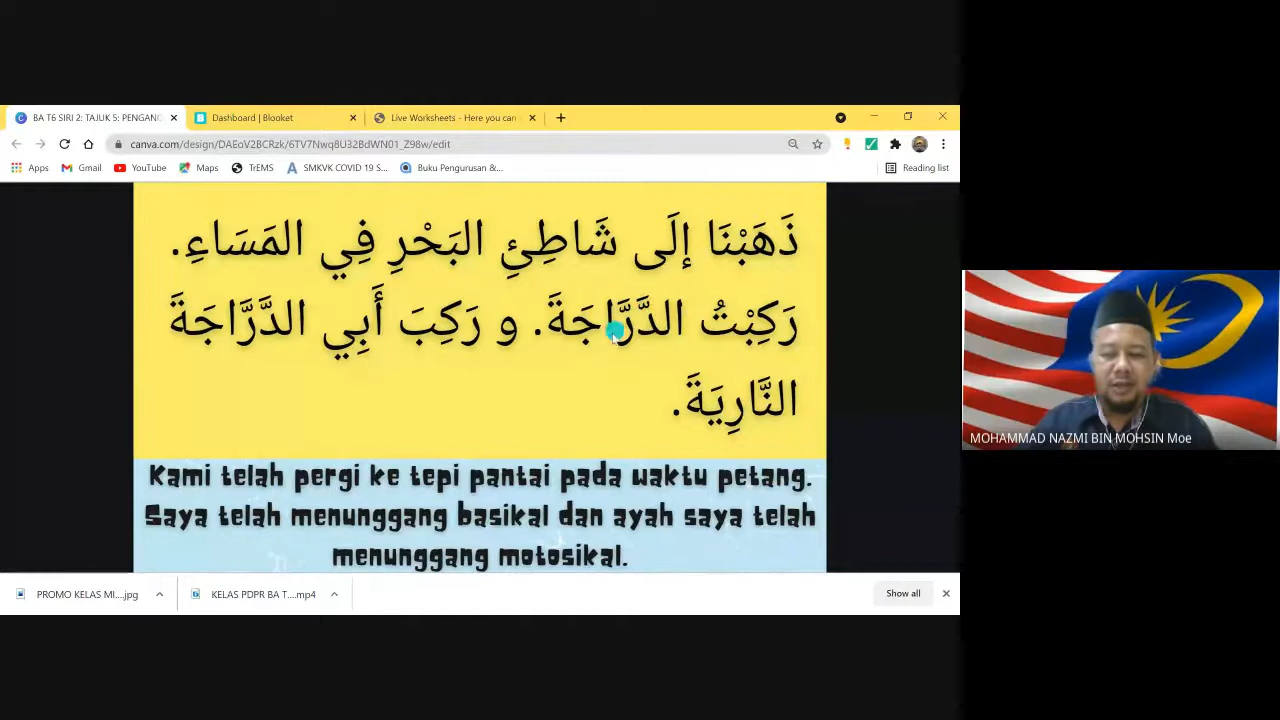 BA T6 SIRI 2: TAJUK 5: PENGANG
Dashboard | Blooket
Live Worksheets - Here you can
canva.com/design/DAEoV2BCRzk/6TV7Nwq8U32BdWN01_Z98w/edit
Apps
Gmail
YouTube
Maps
TrEMS
SMKVK COVID 19 S...
Buku Pengurusan &...
Reading list
ذَهَبْنَا إلَى شَاطِئِ البَحْرِ فِي المَسَاءِ.
رَكِبْتُ الدَّرَّاجَةَ. و رَكِبَ أَبِي الدَّرَّاجَةَ
النَّارِيَةَ.
Kami telah pergi ke tepi pantai pada waktu petang.
Saya telah menunggang basikal dan ayah saya telah
menunggang motosikal.
MOHAMMAD NAZMI BIN MOHSIN Moe
PROMO KELAS MI....jpg
KELAS PDPR BA T....mp4
Show all